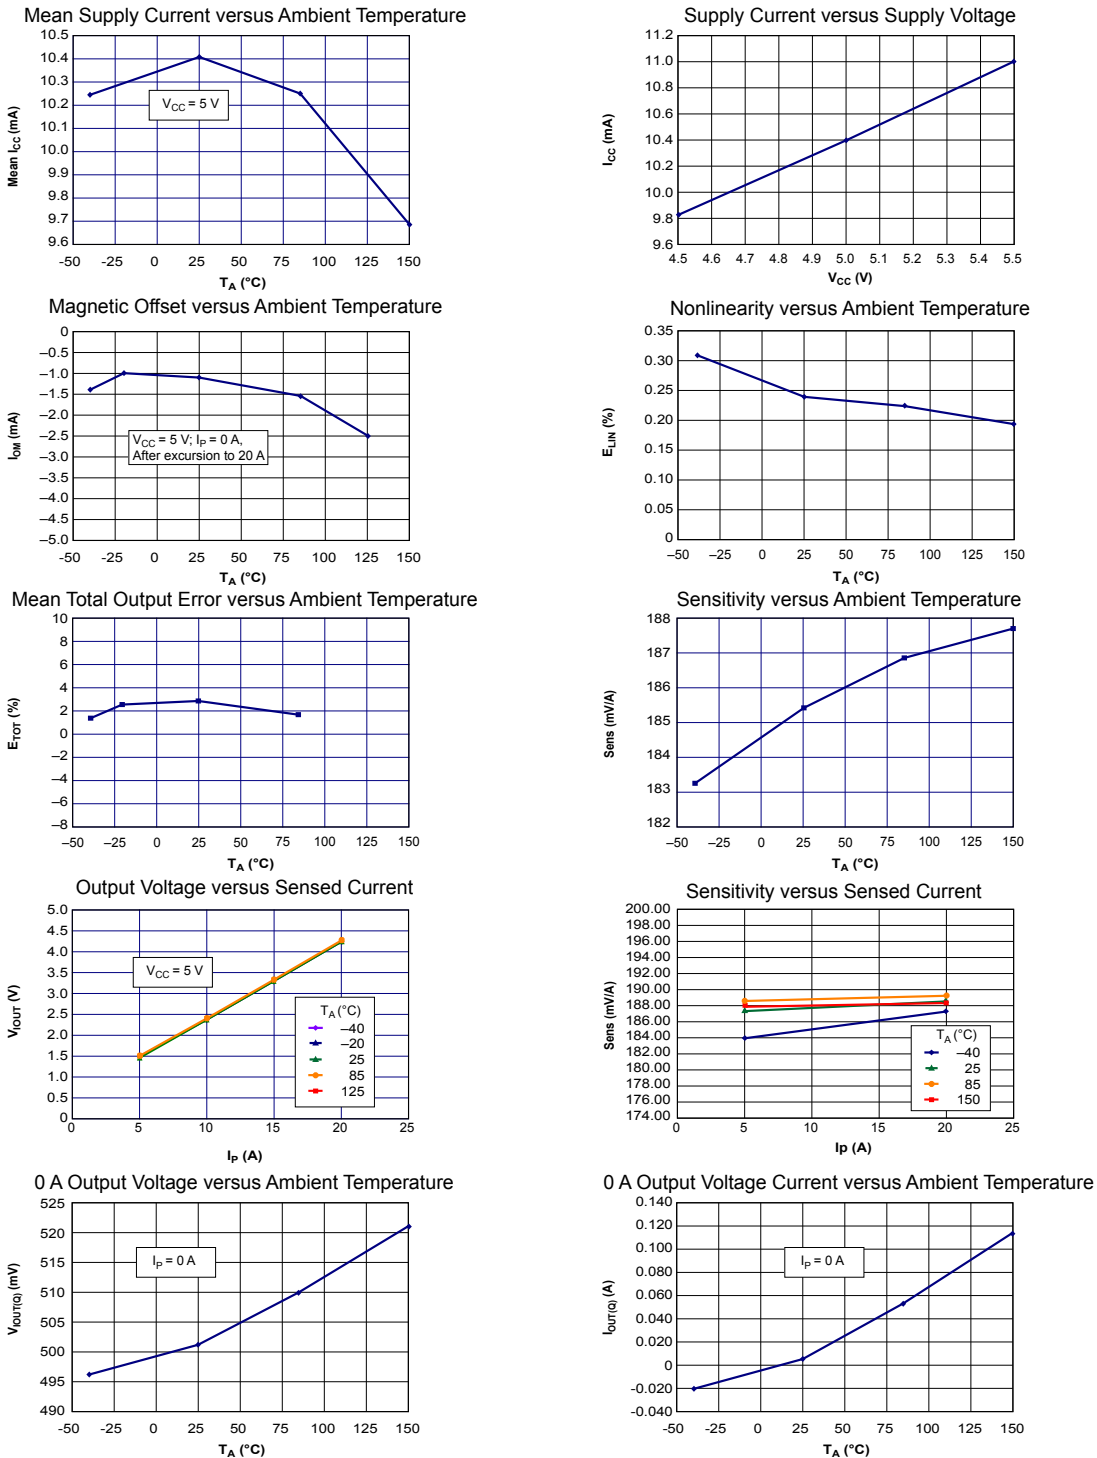 Mean Supply Current versus Ambient Temperature
10.5
10.4
10.3
10.2
10.1
10.0
9.9
9.8
9.7
9.6
Mean ICC (mA)
VCC = 5 V
-50 -25 0 25 50 75 100 125 150
TA (°C)
Supply Current versus Supply Voltage
11.2
11.0
10.8
10.6
10.4
10.2
10.0
9.8
9.6
ICC (mA)
4.5 4.6 4.7 4.8 4.9 5.0 5.1 5.2 5.3 5.4 5.5
VCC (V)
Magnetic Offset versus Ambient Temperature
0
–0.5
–1.0
–1.5
–2.0
–2.5
–3.0
–3.5
–4.0
–4.5
–5.0
IOM (mA)
VCC = 5 V; IP = 0 A,
After excursion to 20 A
-50 -25 0 25 50 75 100 125 150
TA (°C)
Nonlinearity versus Ambient Temperature
0.35
0.30
0.25
0.20
0.15
0.10
0.05
0
ELIN (%)
–50 –25 0 25 50 75 100 125 150
TA (°C)
Mean Total Output Error versus Ambient Temperature
10
8
6
4
2
0
–2
–4
–6
–8
ETOT (%)
–50 –25 0 25 50 75 100 125 150
TA (°C)
Sensitivity versus Ambient Temperature
188
187
186
185
184
183
182
Sens (mV/A)
–50 –25 0 25 50 75 100 125 150
TA (°C)
Output Voltage versus Sensed Current
5.0
4.5
4.0
3.5
3.0
2.5
2.0
1.5
1.0
0.5
0
VIOUT (V)
VCC = 5 V
TA (°C)
–40
–20
25
85
125
0 5 10 15 20 25
IP (A)
Sensitivity versus Sensed Current
200.00
198.00
196.00
194.00
192.00
190.00
188.00
186.00
184.00
182.00
180.00
178.00
176.00
174.00
Sens (mV/A)
TA (°C)
–40
25
85
150
0 5 10 15 20 25
Ip (A)
0 A Output Voltage versus Ambient Temperature
525
520
515
510
505
500
495
490
VIOUT(Q) (mV)
IP = 0 A
-50 -25 0 25 50 75 100 125 150
TA (°C)
0 A Output Voltage Current versus Ambient Temperature
0.140
0.120
0.100
0.080
0.060
0.040
0.020
0
-0.020
-0.040
IOUT(Q) (A)
IP = 0 A
-50 -25 0 25 50 75 100 125 150
TA (°C)